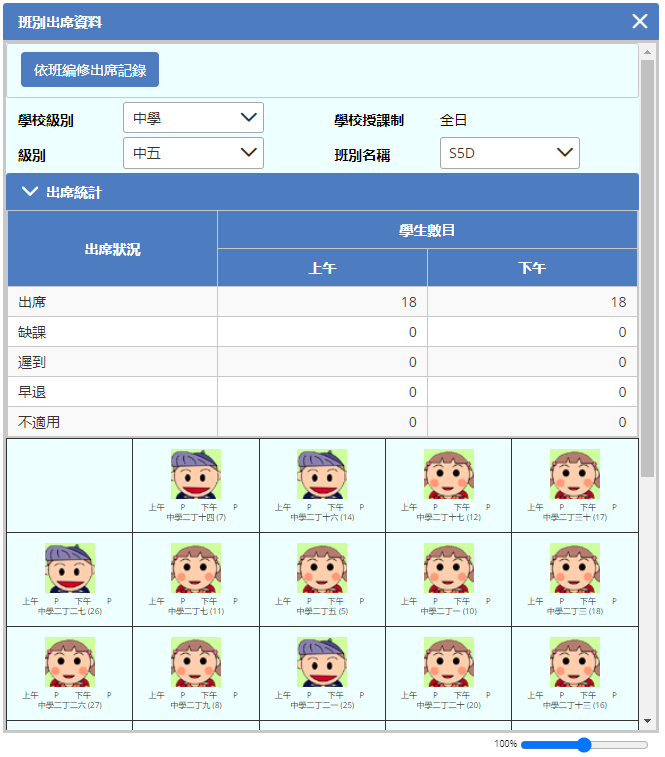 班別出席資料
依班編修出席記錄
學校級別 中學 學校授課制 全日
級別 中五 班別名稱 S5D
出席統計
出席狀況 學生數目
上午 下午
出席 18 18
缺課 0 0
遲到 0 0
早退 0 0
不適用 0 0
上午 P 下午 P 上午 P 下午 P 上午 P 下午 P 上午 P 下午 P
中學二丁十四 (7) 中學二丁十六 (14) 中學二丁十七 (12) 中學二丁三十 (17)
上午 P 下午 P 上午 P 下午 P 上午 P 下午 P 上午 P 下午 P 上午 P 下午 P
中學二丁二七 (26) 中學二丁七 (11) 中學二丁五 (5) 中學二丁一 (10) 中學二丁三 (18)
上午 P 下午 P 上午 P 下午 P 上午 P 下午 P 上午 P 下午 P 上午 P 下午 P
中學二丁二六 (27) 中學二丁九 (8) 中學二丁二一 (25) 中學二丁二十 (20) 中學二丁十三 (16)
100%